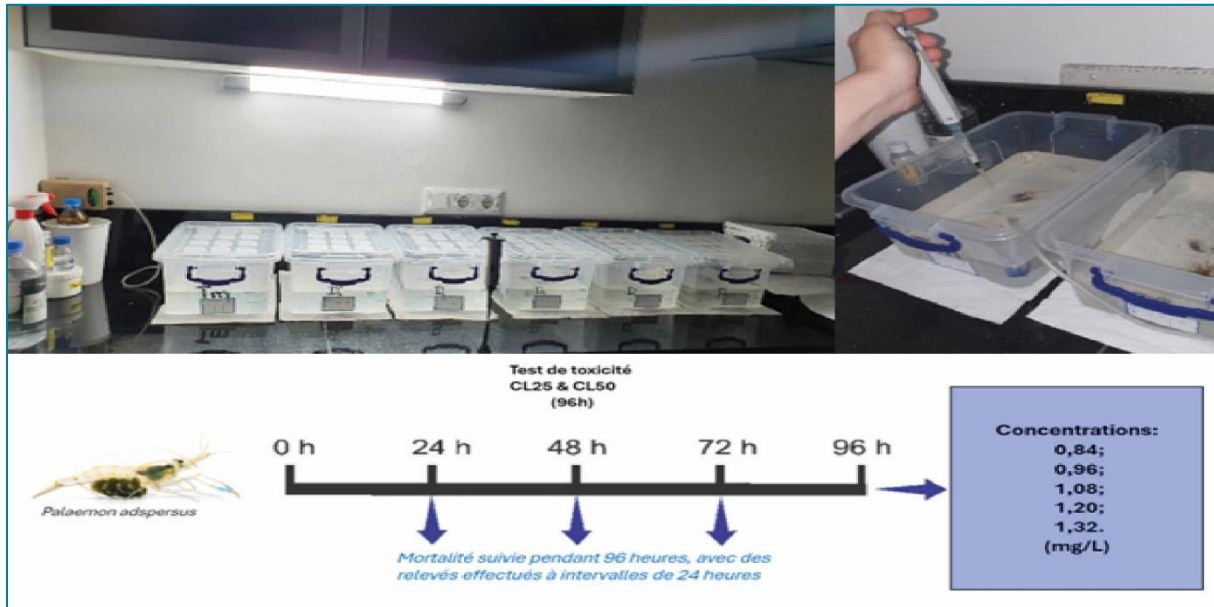 Test de toxicité
CL25 & CL50
(96h)
0 h
24 h
48 h
72 h
96 h
Palaemon adspersus
Mortalité suivie pendant 96 heures, avec des
relevés effectués à intervalles de 24 heures
Concentrations:
0,84;
0,96;
1,08;
1,20;
1,32.
(mg/L)